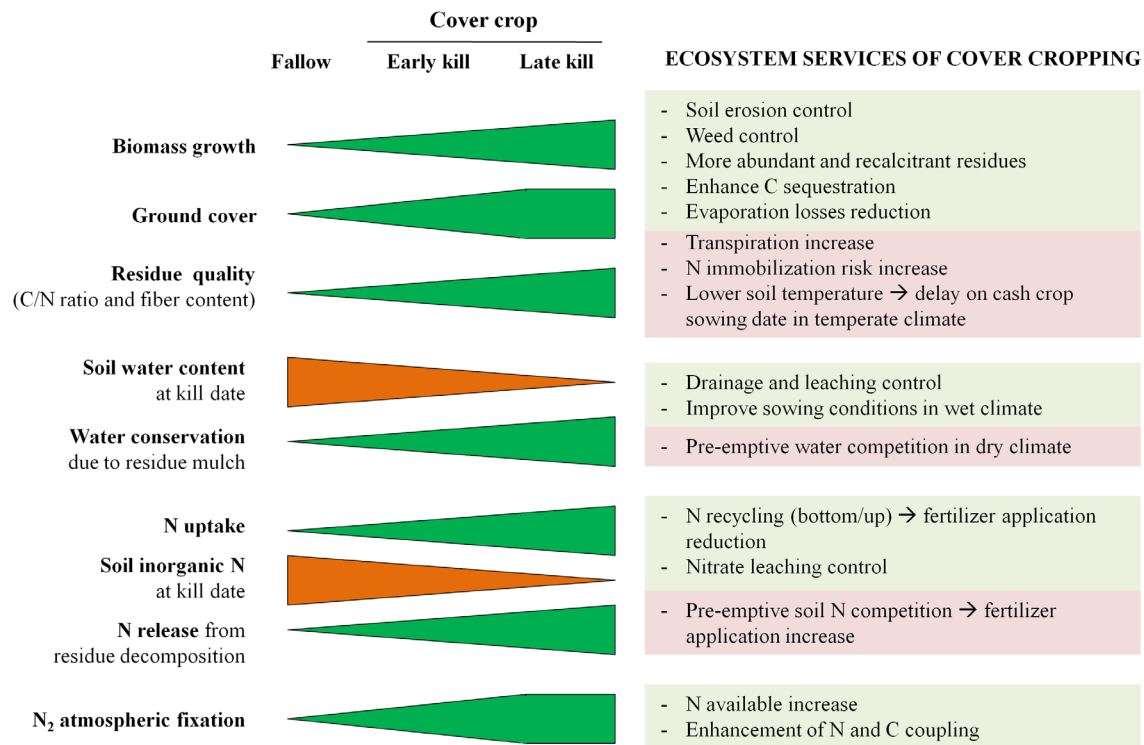 Cover crop
Fallow
Early kill
Late kill
ECOSYSTEM SERVICES OF COVER CROPPING
Biomass growth
Ground cover
Residue quality
(C/N ratio and fiber content)
- Soil erosion control
- Weed control
- More abundant and recalcitrant residues
- Enhance C sequestration
- Evaporation losses reduction
- Transpiration increase
- N immobilization risk increase
- Lower soil temperature → delay on cash crop
sowing date in temperate climate
Soil water content
at kill date
Water conservation
due to residue mulch
- Drainage and leaching control
- Improve sowing conditions in wet climate
- Pre-emptive water competition in dry climate
N uptake
Soil inorganic N
at kill date
N release from
residue decomposition
- N recycling (bottom/up) → fertilizer application
reduction
- Nitrate leaching control
- Pre-emptive soil N competition → fertilizer
application increase
N₂ atmospheric fixation
- N available increase
- Enhancement of N and C coupling